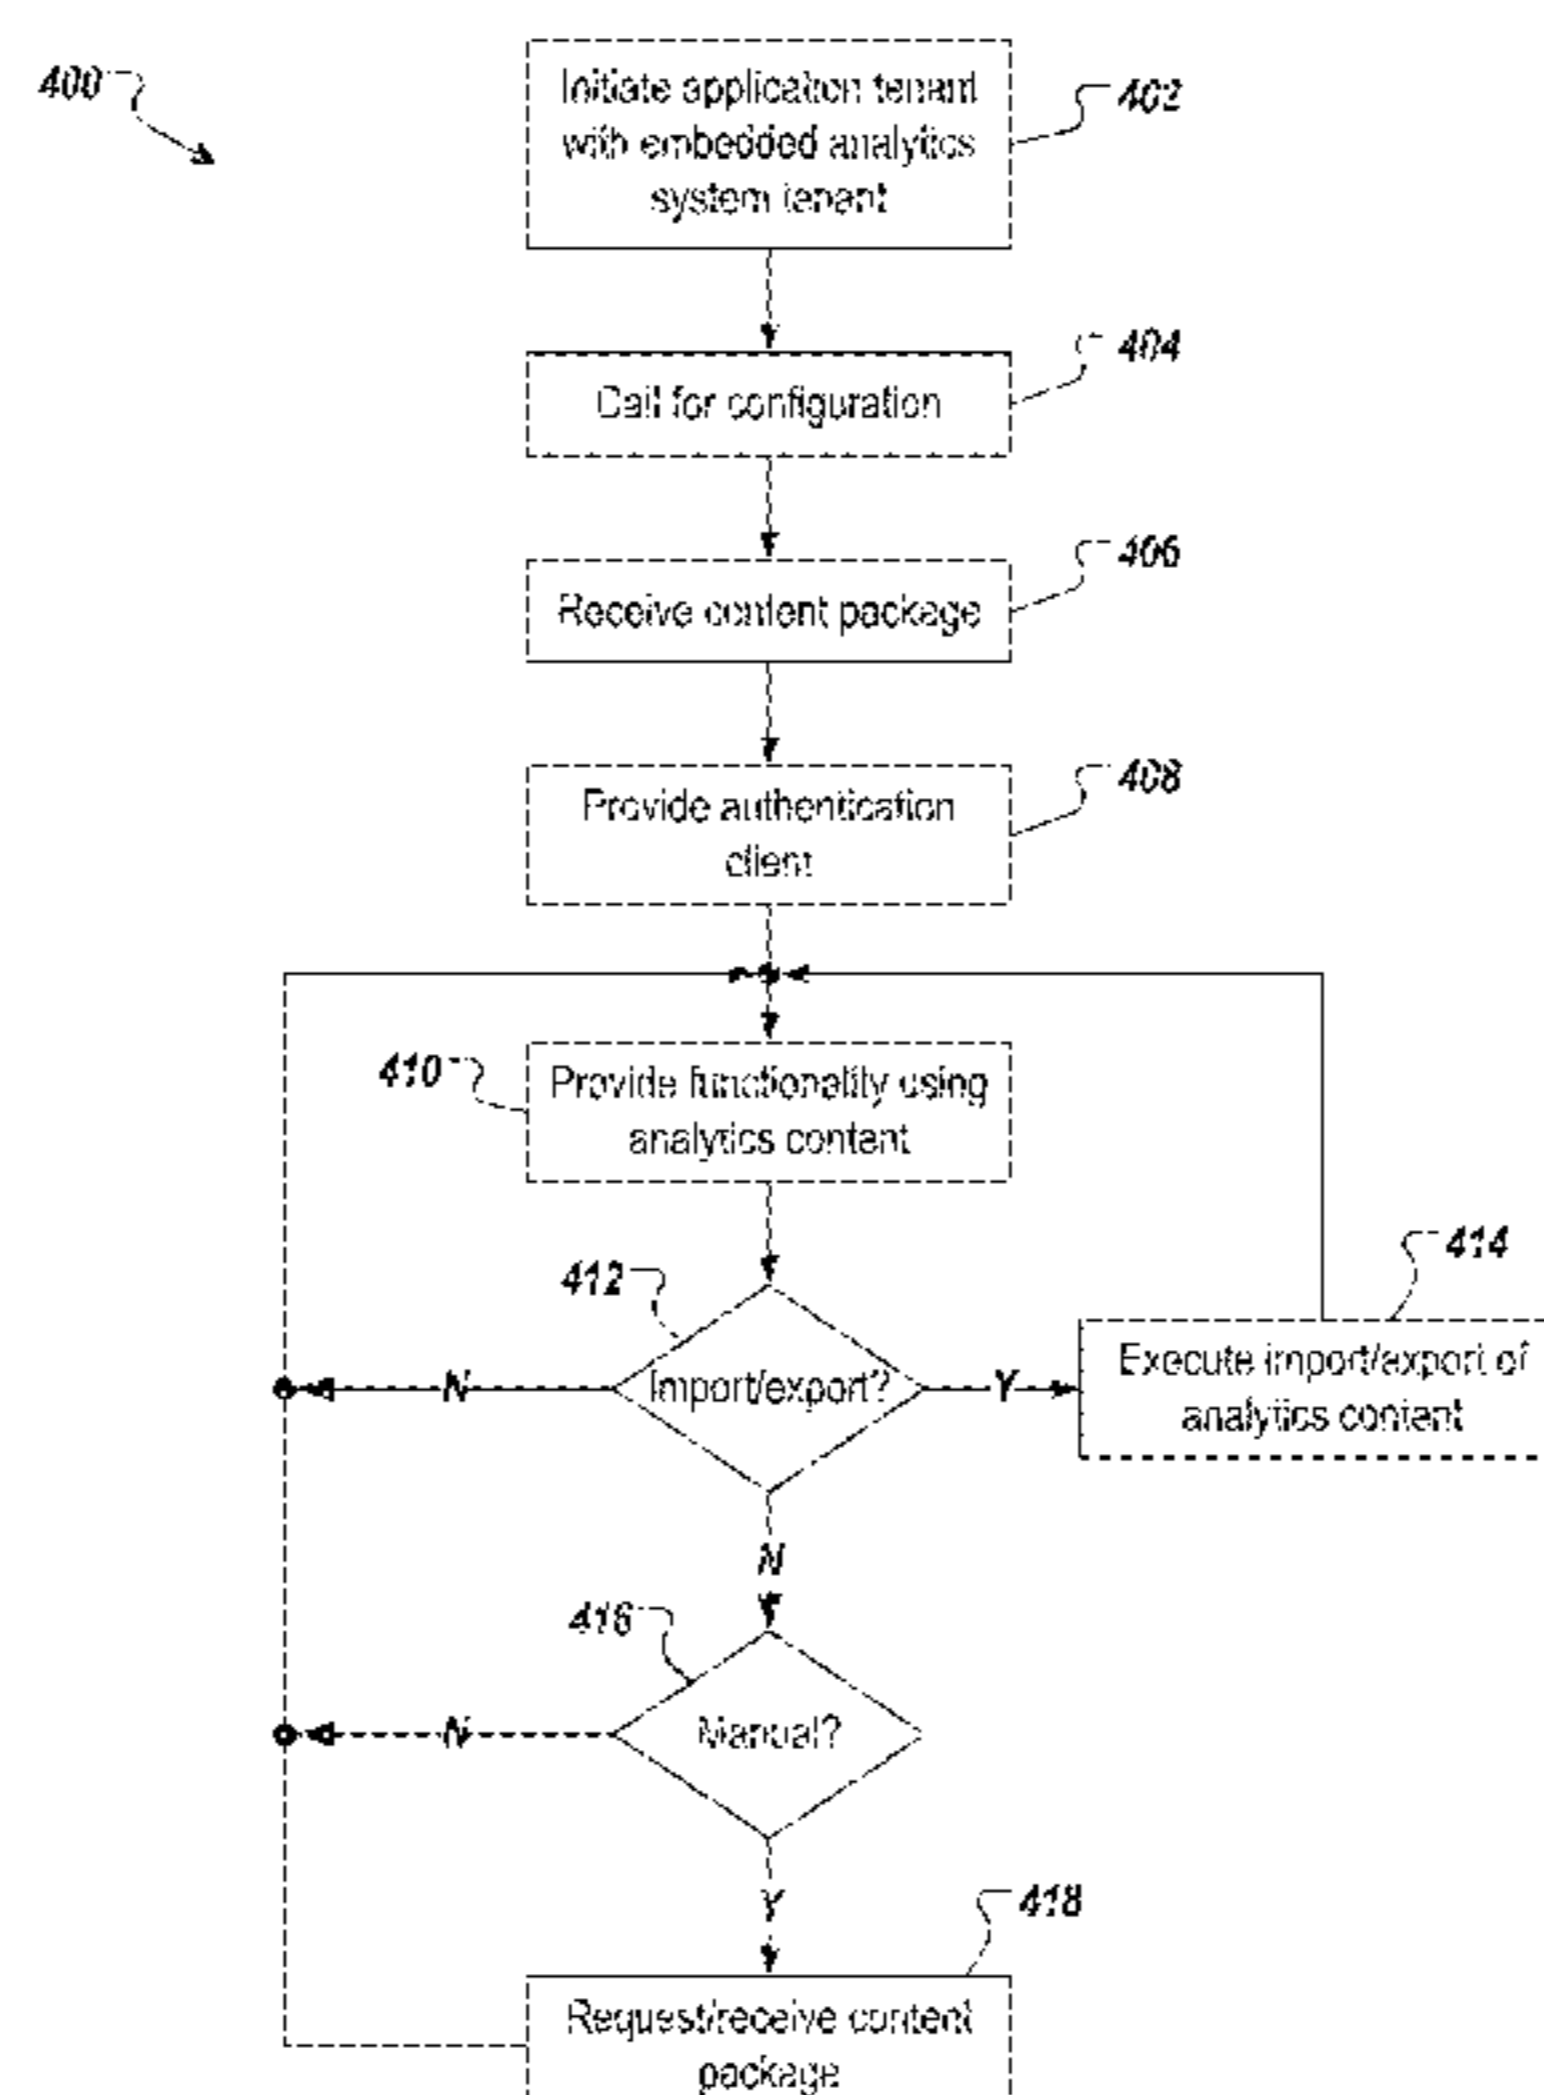 400
Initiate application tenant
with embedded analytics
system tenant
402
Call for configuration
404
Receive content package
406
Provide authentication
client
408
410
Provide functionality using
analytics content
412
Import/export?
N
Y
414
Execute import/export of
analytics content
N
416
Manual?
N
Y
418
Request/receive content
package